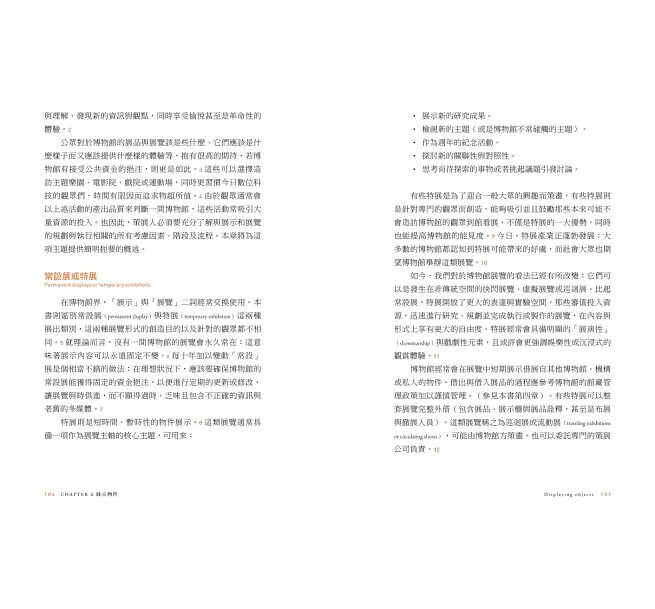 與理解、發現新的資訊與觀點，同時享受愉悅甚至是革命性的
體驗。2
公眾對於博物館的展品與展覽該是些什麼、它們應該是什
麼樣子而又應該提供什麼樣的體驗等，抱有很高的期待，若博
物館有接受公共資金的挹注，則更是如此。3 這些可以選擇造
訪主題樂園、電影院、戲院或運動場，同時更習慣今日數位科
技的觀眾們，時間有限因而追求物超所值。4 由於觀眾通常會
以上述活動的產出品質來判斷一間博物館，這些活動常吸引大
量資源的投入。也因此，策展人必須要充分了解與展示和展覽
的規劃與執行相關的所有考慮因素、階段及流程。本章將為這
項主題提供簡明扼要的概述。
常設展或特展
Permanent displays or temporary exhibitions
在博物館界，「展示」與「展覽」二詞經常交換使用。本
書則區別常設展（permanent display）與特展（temporary exhibition）這兩種
展出類別，這兩種展覽形式的創造目的以及針對的觀眾都不相
同。5 就理論而言，沒有一間博物館的展覽會永久常在；這意
味著展示內容可以永遠固定不變。6 每十年加以變動「常設」
展是個相當不錯的做法；在理想狀況下，應該要確保博物館的
常設展能獲得固定的資金挹注，以便進行定期的更新或修改，
讓展覽與時俱進，而不顯得過時、乏味且包含不正確的資訊與
老舊的多媒體。7
特展則是短時間、暫時性的物件展示。8 這類展覽通常具
備一項作為展覽主軸的核心主題，可用來：
196 CHAPTER 6 展示物件
・ 展示新的研究成果。
・ 檢視新的主題（或是博物館不常碰觸的主題）。
・ 作為週年的紀念活動。
・ 探討新的關聯性與對照性。
・ 思考尚待探索的事物或者挑起議題引發討論。
有些特展是為了迎合一般大眾的興趣而策畫，有些特展則
是針對專門的觀眾而創造。能夠吸引並且鼓勵那些本來可能不
會造訪博物館的觀眾到館看展，不僅是特展的一大優勢，同時
也能提高博物館的能見度。9 今日，特展產業正蓬勃發展；大
多數的博物館都認知到特展可能帶來的好處，而社會大眾也期
望博物館舉辦這類展覽。10
如今，我們對於博物館展覽的看法已經有所改變；它們可
以是發生在非傳統空間的快閃展覽、虛擬展覽或巡迴展。比起
常設展，特展開放了更大的表達與實驗空間。那些審慎投入資
源，迅速進行研究、規劃並完成執行或製作的展覽，在內容與
形式上享有更大的自由度。特展經常會具備明顯的「展演性」
（showmanship）與戲劇性元素，且或許會更強調娛樂性或沉浸式的
觀賞體驗。11
博物館經常會在展覽中短期展示借展自其他博物館、機構
或私人的物件。借出與借入展品的過程應參考博物館的館藏管
理政策加以謹慎管理。（參見本書第四章）。有些特展可以整
套展覽完整外借（包含展品、展示櫃與展品詮釋，甚至是布展
與撤展人員）。這類展覽稱之為巡迴展或流動展（traveling exhibitions
or circulating shows），可能由博物館方策畫，也可以委託專門的策展
公司負責。12
Displaying objects 197